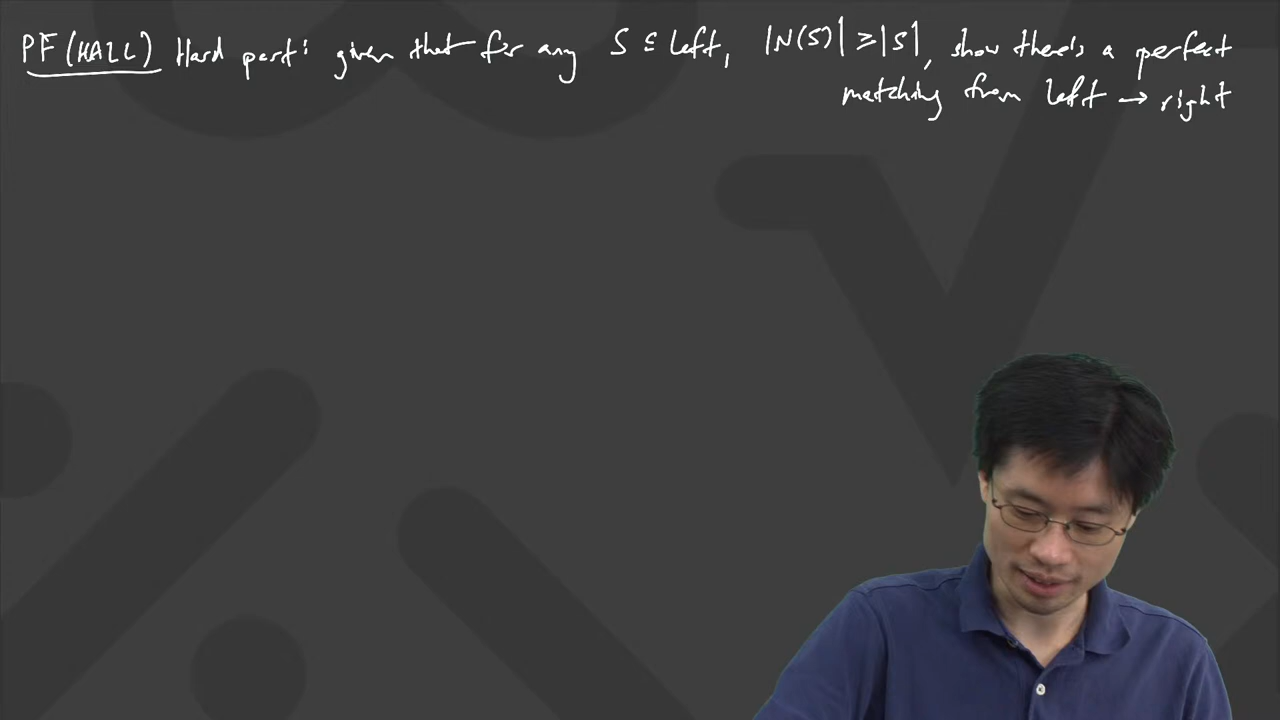 PF (HALL) Hard part: given that for any S ⊆ left, |N(S)| ≥ |S|, show there's a perfect
matching from left → right